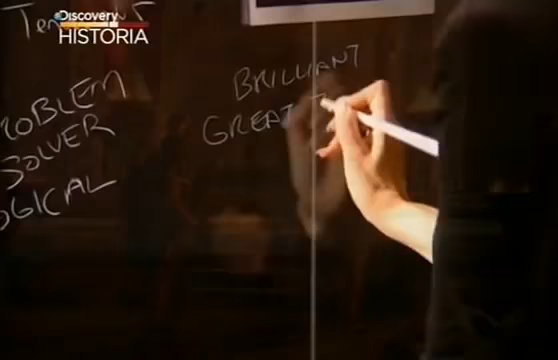 Discovery
HISTORIA
BRILLIANT
GREAT
ROBLEM
SOLVER
OGICAL